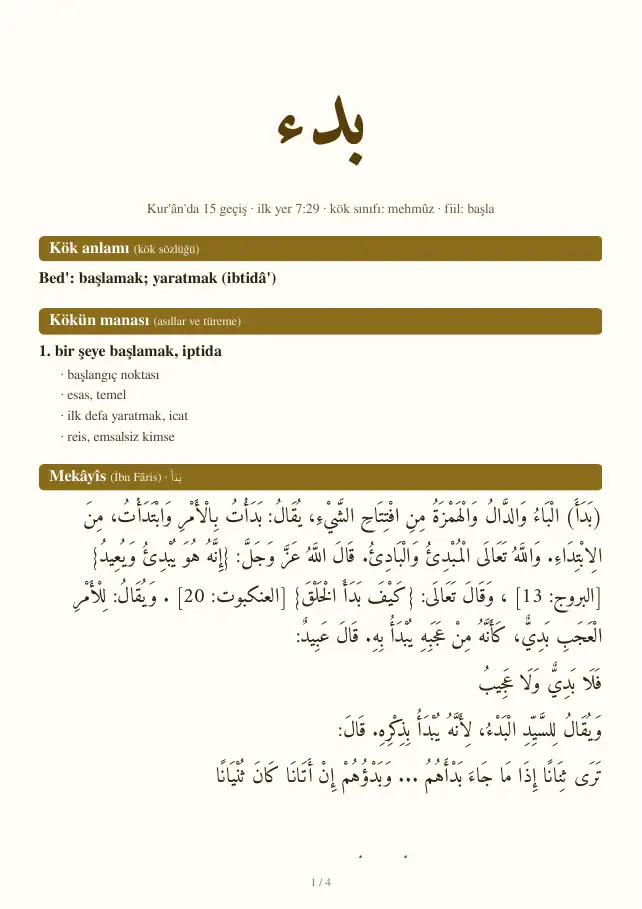 بدء
Kur'ân'da 15 geçiş · ilk yer 7:29 · kök sınıfı: mehmûz · fiil: başla
Kök anlamı (kök sözlüğü)
Bed': başlamak; yaratmak (ibtidâ')
Kökün manası (asıllar ve türeme)
1. bir şeye başlamak, iptida
· başlangıç noktası
· esas, temel
· ilk defa yaratmak, icat
· reis, emsalsiz kimse
Mekâyîs (İbn Fâris) · بَدَأَ
(بَدَأَ) الْبَاءُ وَالدَّالُ وَالْهَمْزَةُ مِنِ افْتِتَاحِ الشَّيْءِ، يُقَالُ: بَدَأْتُ بِالْأَمْرِ وَابْتَدَأْتُ، مِنَ
الِابْتِدَاءِ. وَاللَّهُ تَعَالَى الْمُبْدِئُ وَالْبَادِئُ. قَالَ اللَّهُ عَزَّ وَجَلَّ: {إِنَّهُ هُوَ يُبْدِئُ وَيُعِيدُ}
[البروج: 13] ، وَقَالَ تَعَالَى: {كَيْفَ بَدَأَ الْخَلْقَ} [العنكبوت: 20] . وَيُقَالُ: لِلْأَمْرِ
الْعَجَبِ بَدِيٌّ، كَأَنَّهُ مِنْ عَجَبِهِ يُبْدَأُ بِهِ. قَالَ عَبِيدٌ:
فَلَا بَدِيٌّ وَلَا عَجِيبُ
وَيُقَالُ لِلسَّيِّدِ الْبَدْءُ، لِأَنَّهُ يُبْدَأُ بِذِكْرِهِ. قَالَ:
تَرَى ثِنَانًا إِذَا مَا جَاءَ بَدْأَهُمُ ... وَبَدْؤُهُمْ إِنْ أَتَانَا كَانَ ثُنْيَانًا
1 / 4